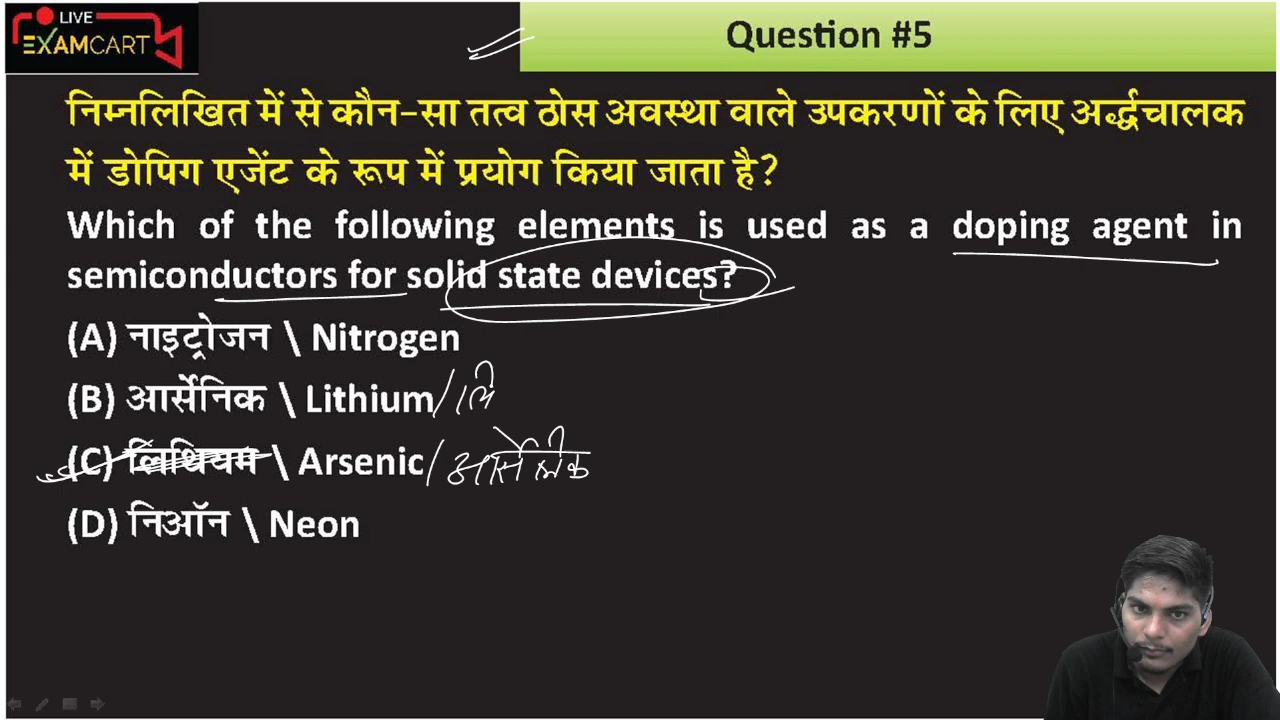 LIVE
EXAMCART
Question #5
निम्नलिखित में से कौन-सा तत्व ठोस अवस्था वाले उपकरणों के लिए अर्द्धचालक
में डोपिग एजेंट के रूप में प्रयोग किया जाता है?
Which of the following elements is used as a doping agent in
semiconductors for solid state devices?
(A) नाइट्रोजन \ Nitrogen
(B) आर्सेनिक \ Lithium/लि
(C) लिथियम \ Arsenic/आर्सेनिक
(D) निऑन \ Neon